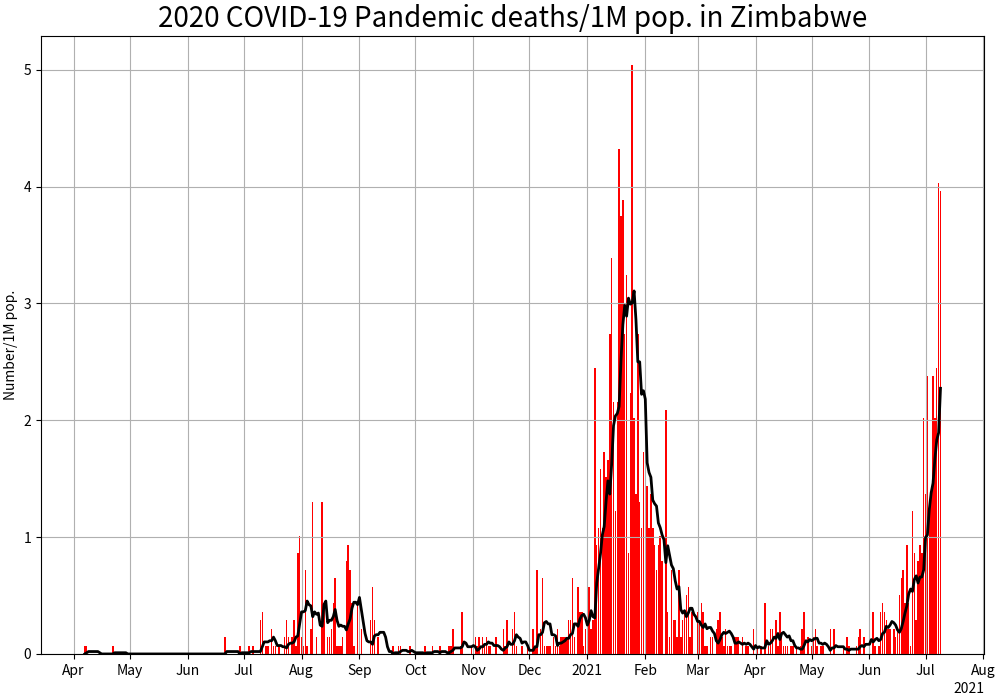 2020 COVID-19 Pandemic deaths/1M pop. in Zimbabwe
Number/1M pop.
5
4
3
2
1
0
Apr May Jun Jul Aug Sep Oct Nov Dec 2021 Feb Mar Apr May Jun Jul Aug
2021